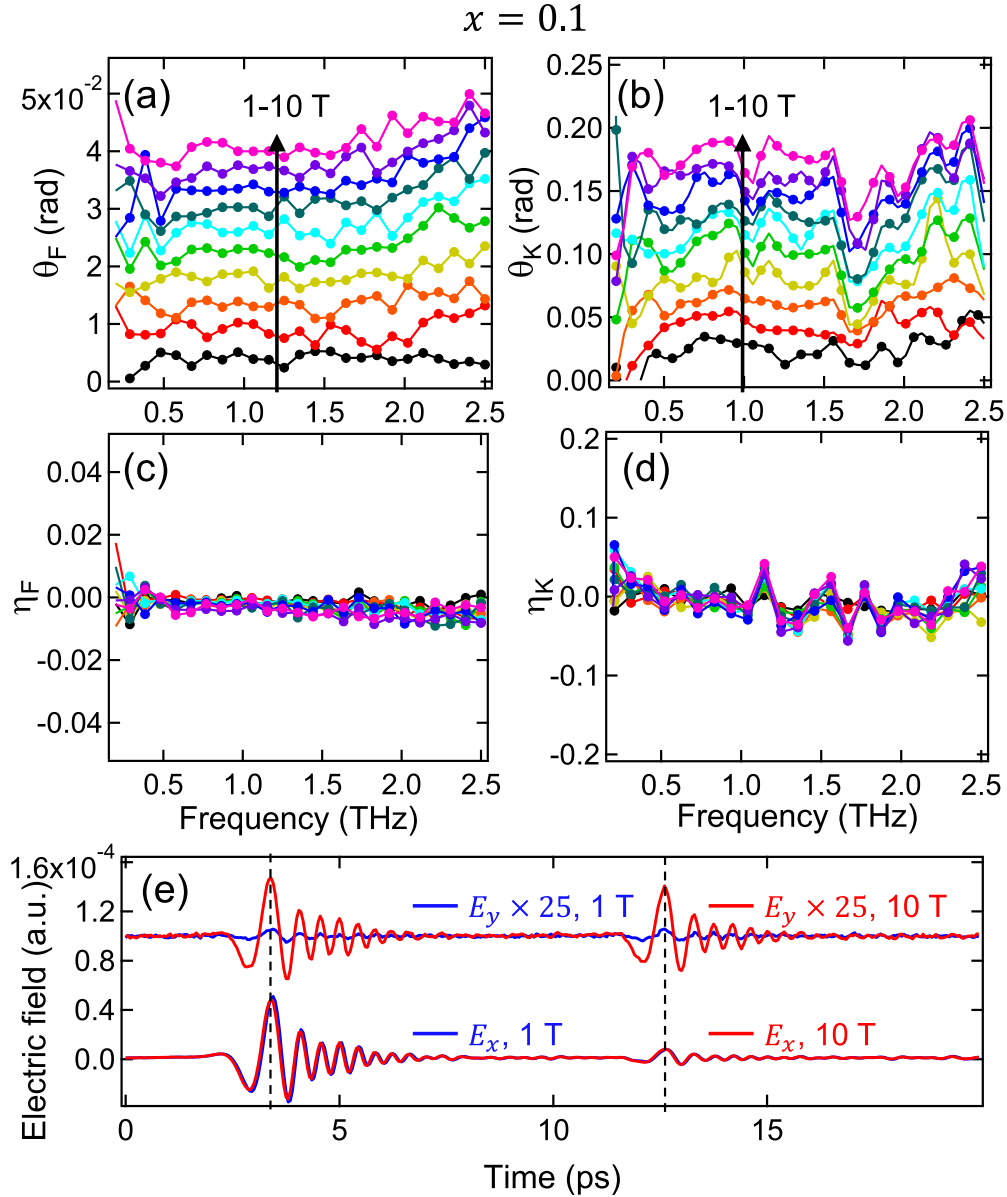 x = 0.1
(a)
1-10 T
5x10⁻²
4
3
2
1
0
θF (rad)
0.5 1.0 1.5 2.0 2.5
(b)
1-10 T
0.25
0.20
0.15
0.10
0.05
0.00
θK (rad)
0.5 1.0 1.5 2.0 2.5
(c)
0.04
0.02
0.00
-0.02
-0.04
ηF
0.5 1.0 1.5 2.0 2.5
Frequency (THz)
(d)
0.2
0.1
0.0
-0.1
-0.2
ηK
0.5 1.0 1.5 2.0 2.5
Frequency (THz)
(e)
1.6x10⁻⁴
1.2
0.8
0.4
0.0
Electric field (a.u.)
Ey × 25, 1 T
Ey × 25, 10 T
Ex, 1 T
Ex, 10 T
0 5 10 15
Time (ps)